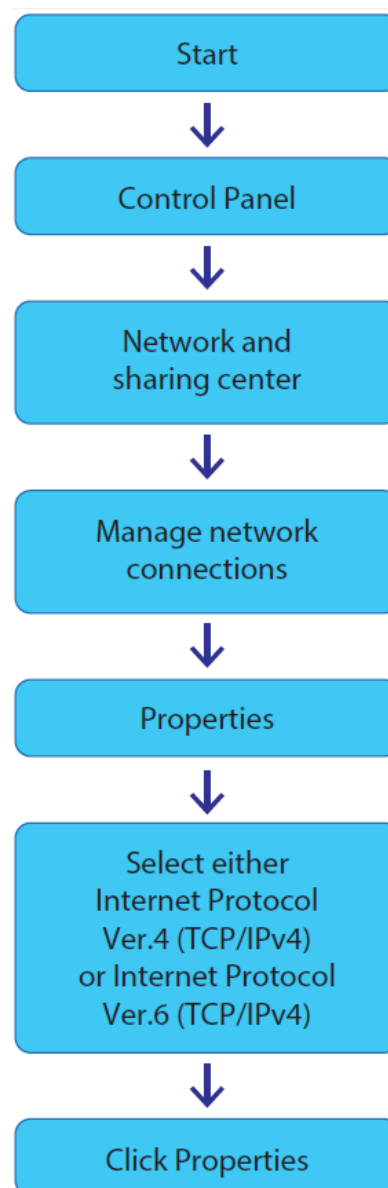 Start
Control Panel
Network and
sharing center
Manage network
connections
Properties
Select either
Internet Protocol
Ver.4 (TCP/IPv4)
or Internet Protocol
Ver.6 (TCP/IPv4)
Click Properties